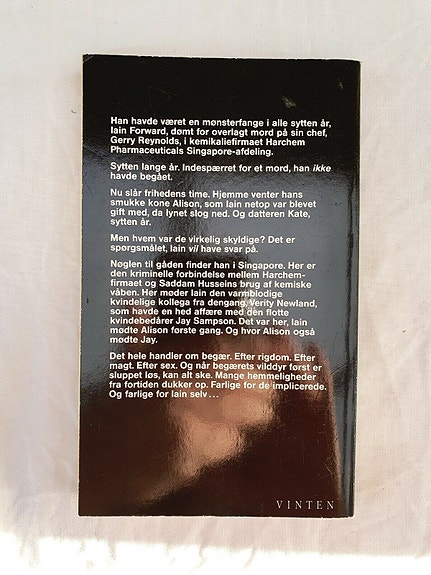 Han havde været en mønsterfange i alle sytten år,
Iain Forward, dømt for overlagt mord på sin chef,
Gerry Reynolds, i kemikaliefirmaet Harchem
Pharmaceuticals Singapore-afdeling.
Sytten lange år. Indespærret for et mord, han ikke
havde begået.
Nu slår frihedens time. Hjemme venter hans
smukke kone Alison, som Iain netop var blevet
gift med, da lynet slog ned. Og datteren Kate,
sytten år.
Men hvem var de virkelig skyldige? Det er
spørgsmålet, Iain vil have svar på.
Nøglen til gåden finder han i Singapore. Her er
den kriminelle forbindelse mellem Harchem-
firmaet og Saddam Husseins brug af kemiske
våben. Her møder Iain den varmblodige
kvindelige kollega fra dengang, Verity Newland,
som havde en hed affære med den flotte
kvindebedårer Jay Sampson. Det var her, Iain
mødte Alison første gang. Og hvor Alison også
mødte Jay.
Det hele handler om begær. Efter rigdom. Efter
magt. Efter sex. Og når begærets vilddyr først er
sluppet løs, kan alt ske. Mange hemmeligheder
fra fortiden dukker op. Farlige for de implicerede.
Og farlige for Iain selv...
VINTEN